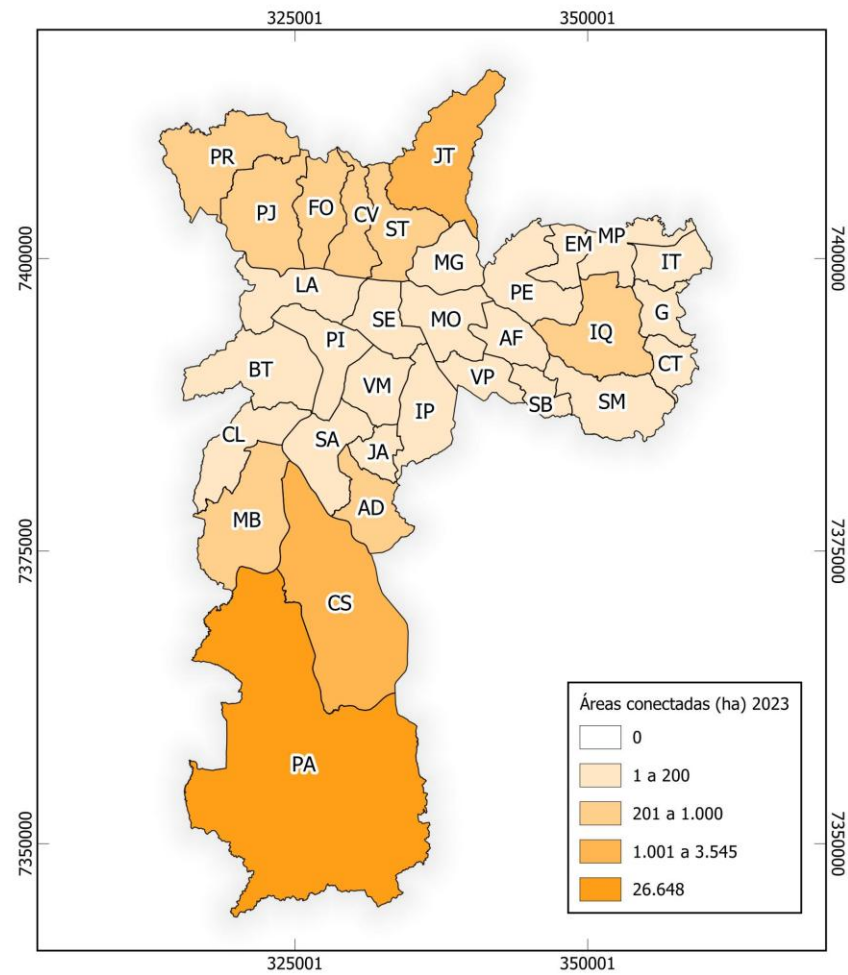 325001 350001
JT
PR
PJ FO CV ST
7400000 7400000
MG EM MP IT
LA PE
SE MO AF IQ G
PI
BT VM VP CT
IP SB SM
CL SA JA
MB AD
7375000 7375000
CS
Áreas conectadas (ha) 2023
0
1 a 200
PA
201 a 1.000
1.001 a 3.545
7350000 7350000
26.648
325001 350001